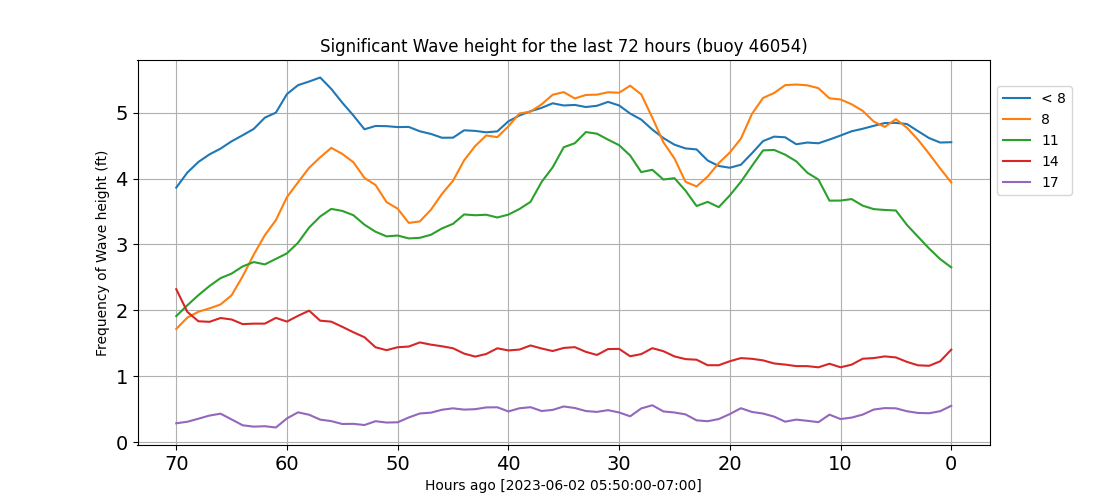 Significant Wave height for the last 72 hours (buoy 46054)
Frequency of Wave height (ft)
5
4
3
2
1
0
70 60 50 40 30 20 10 0
Hours ago [2023-06-02 05:50:00-07:00]
< 8
8
11
14
17